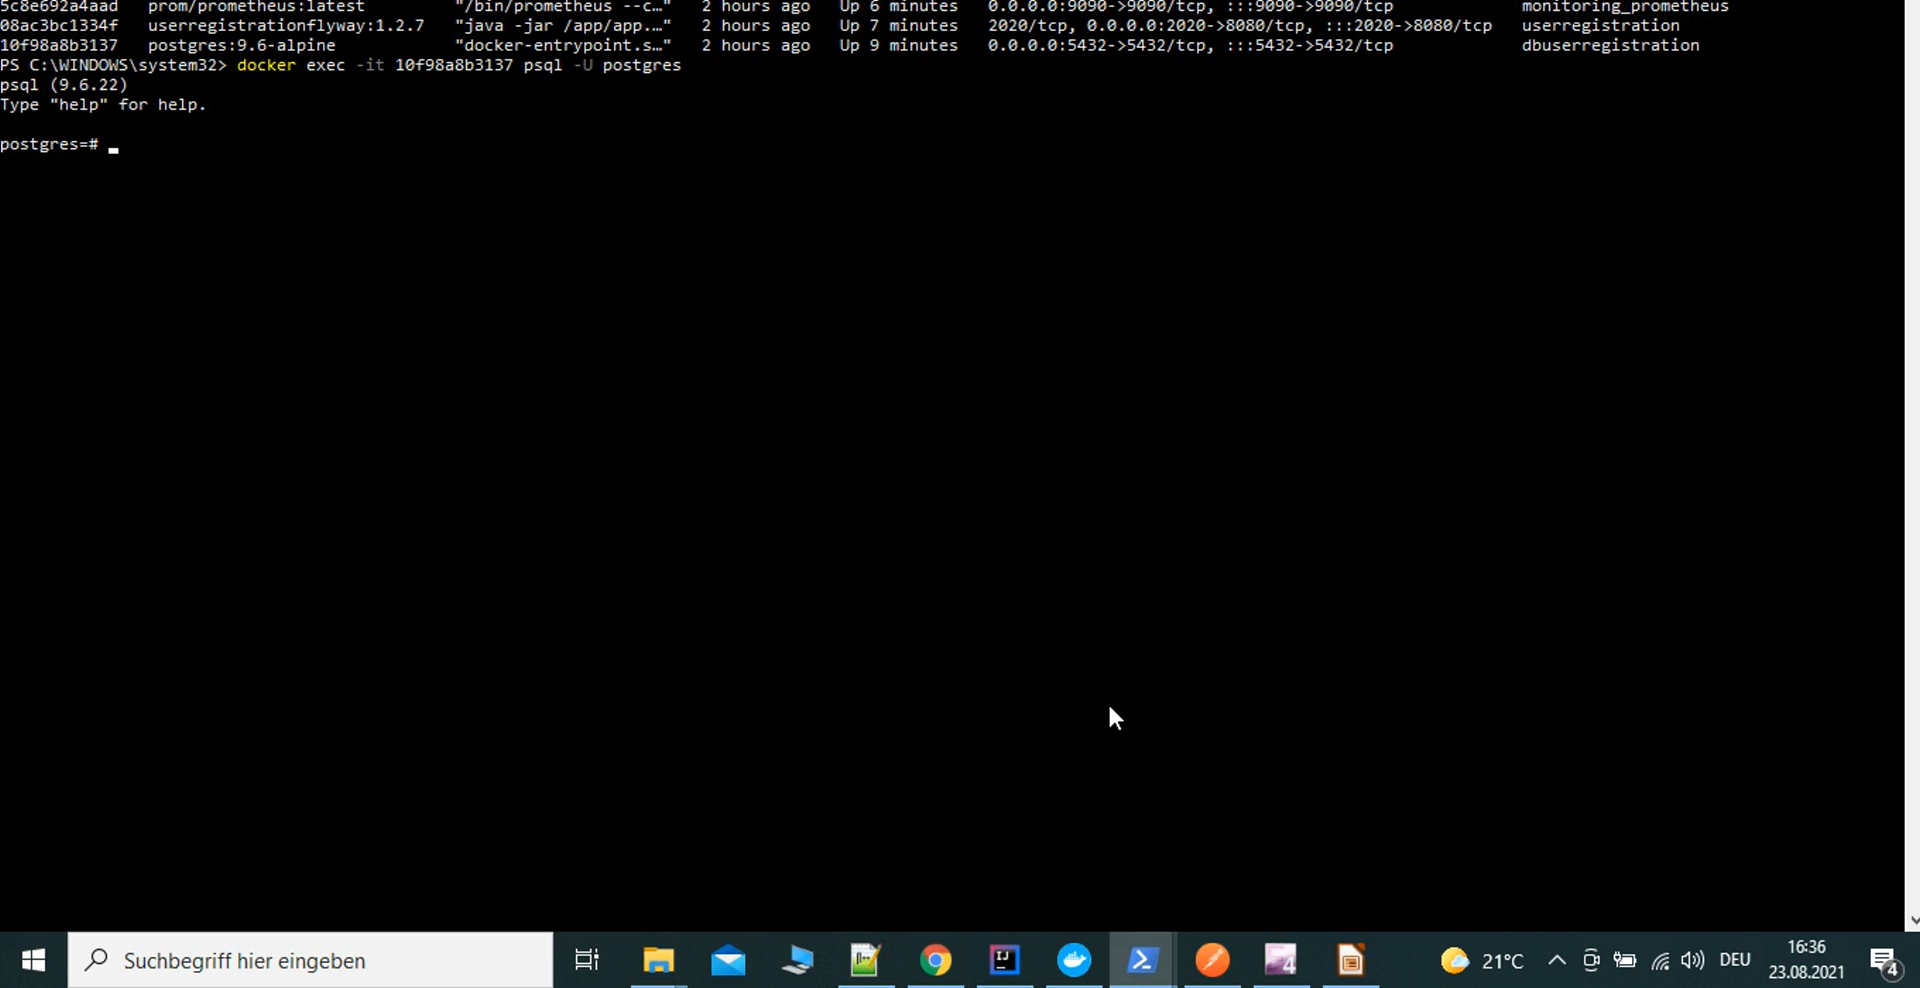 5c8e692a4aad prom/prometheus:latest "/bin/prometheus --c…" 2 hours ago Up 6 minutes 0.0.0.0:9090->9090/tcp, :::9090->9090/tcp monitoring_prometheus
08ac3bc1334f userregistrationflyway:1.2.7 "java -jar /app/app.…" 2 hours ago Up 7 minutes 2020/tcp, 0.0.0.0:2020->8080/tcp, :::2020->8080/tcp userregistration
10f98a8b3137 postgres:9.6-alpine "docker-entrypoint.s…" 2 hours ago Up 9 minutes 0.0.0.0:5432->5432/tcp, :::5432->5432/tcp dbuserregistration
PS C:\WINDOWS\system32> docker exec -it 10f98a8b3137 psql -U postgres
psql (9.6.22)
Type "help" for help.
postgres=#
Suchbegriff hier eingeben
21°C
DEU
16:36
23.08.2021
4